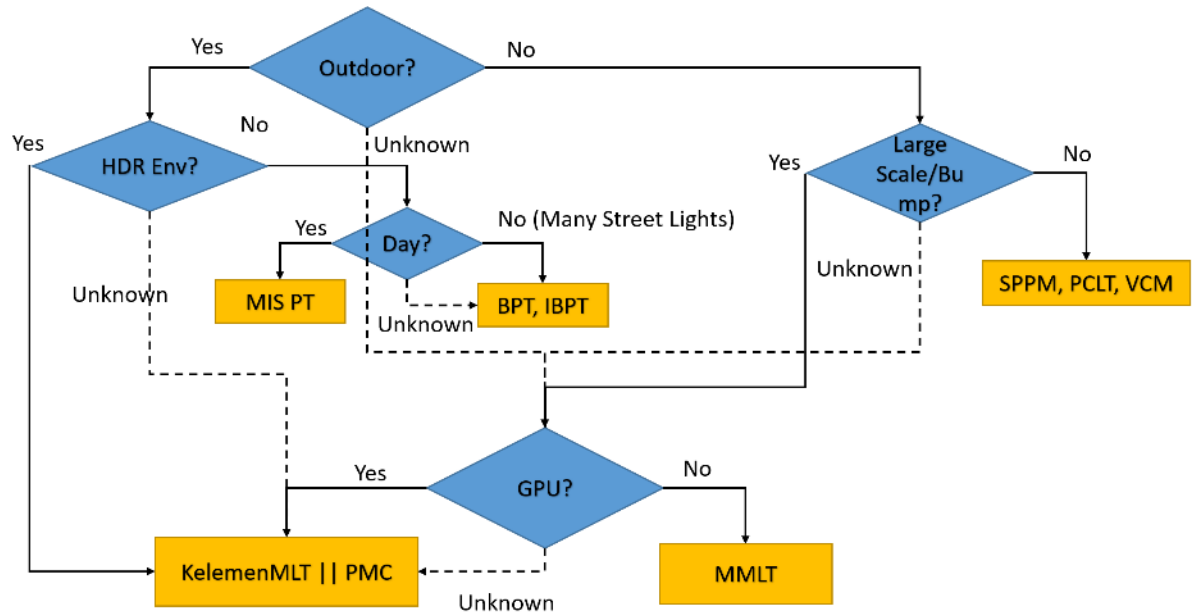 Yes
Outdoor?
No
Yes
HDR Env?
No
Unknown
Yes
Large
Scale/Bu
mp?
No
Yes
Day?
No (Many Street Lights)
Unknown
MIS PT
Unknown
BPT, IBPT
Unknown
SPPM, PCLT, VCM
Yes
GPU?
No
KelemenMLT || PMC
Unknown
MMLT